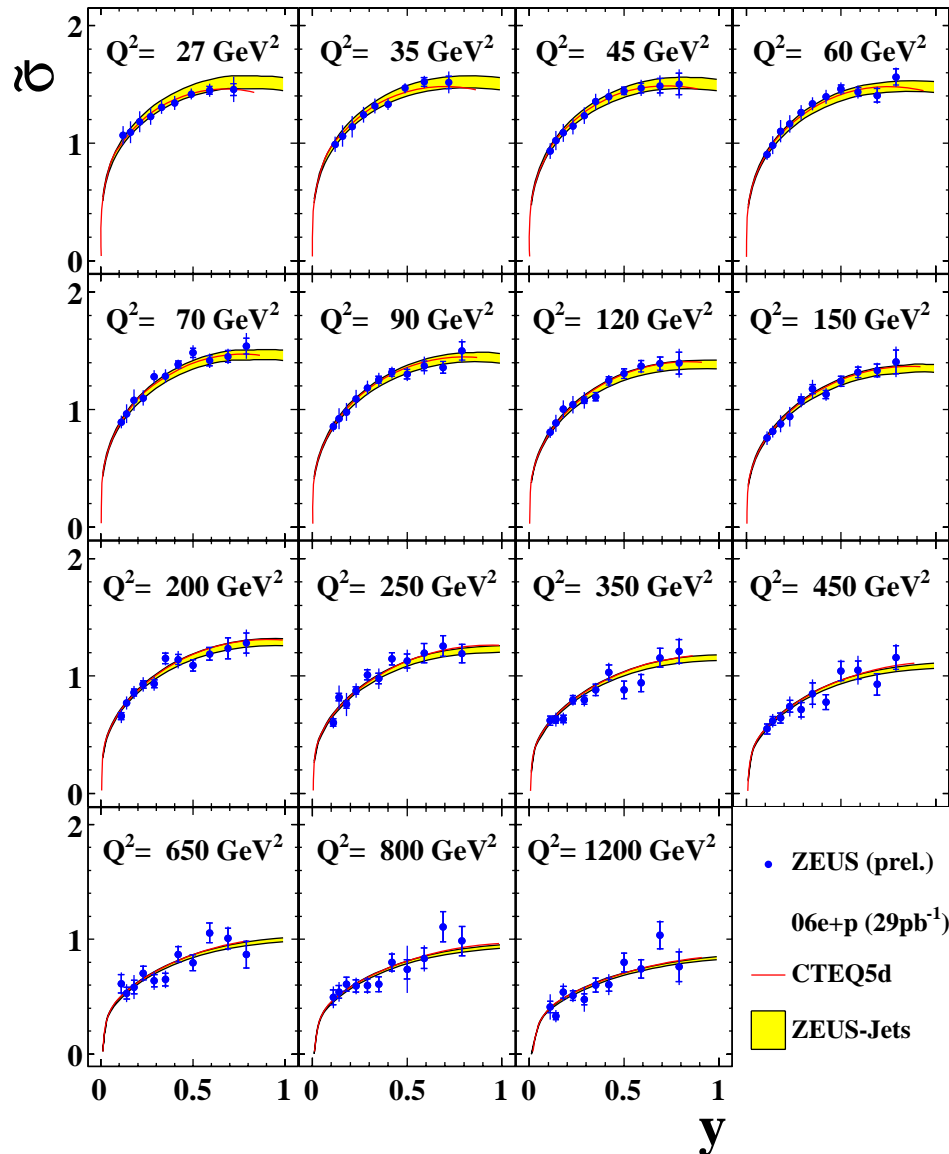 σ̃
2
1
0
Q²= 27 GeV²
Q²= 35 GeV²
Q²= 45 GeV²
Q²= 60 GeV²
2
1
0
Q²= 70 GeV²
Q²= 90 GeV²
Q²= 120 GeV²
Q²= 150 GeV²
2
1
0
Q²= 200 GeV²
Q²= 250 GeV²
Q²= 350 GeV²
Q²= 450 GeV²
0 0.5 1
2
1
0
Q²= 650 GeV²
Q²= 800 GeV²
Q²= 1200 GeV²
0 0.5 1
0 0.5 1
0 0.5 1
y
ZEUS (prel.)
06e+p (29pb⁻¹)
CTEQ5d
ZEUS-Jets